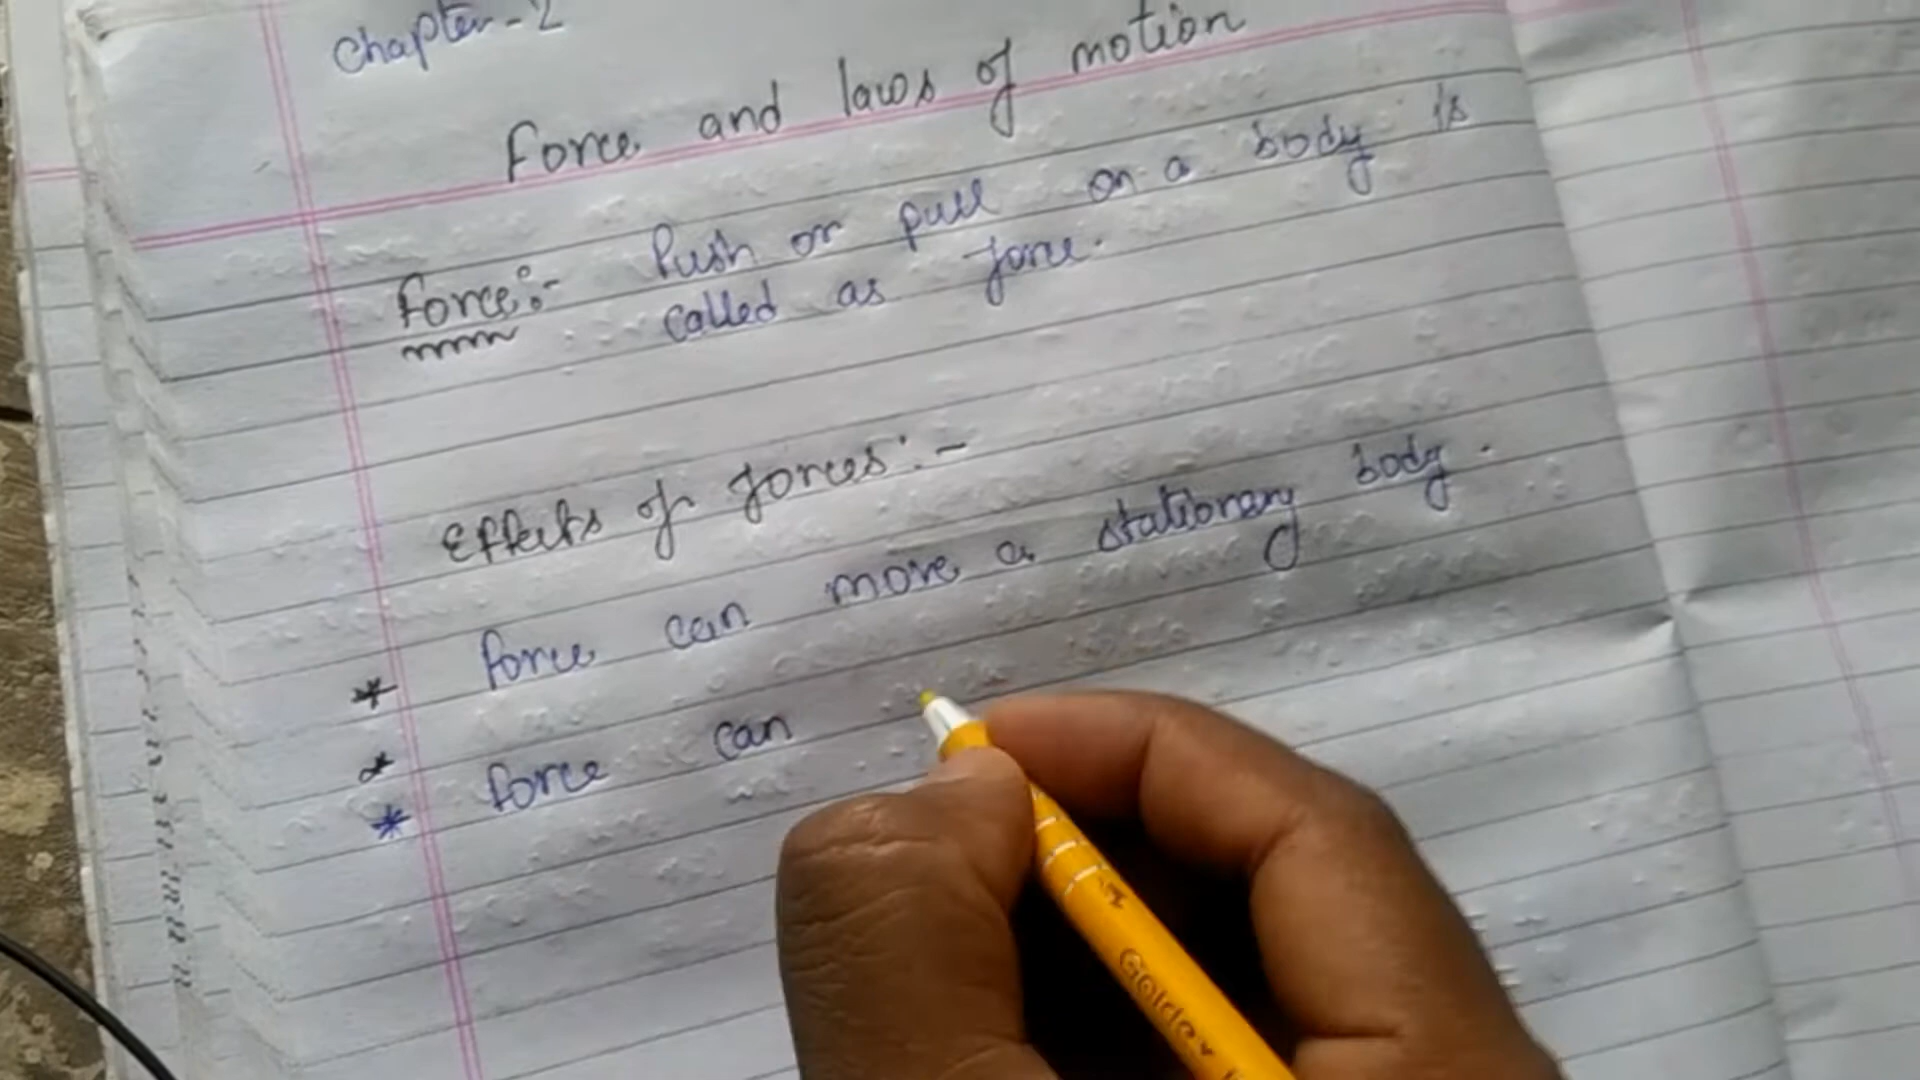 Chapter-2
Force and laws of motion
Force:- Push or pull on a body is
called as force.
Effects of forces:-
* Force can move a stationary body.
*
* Force can
Goldex